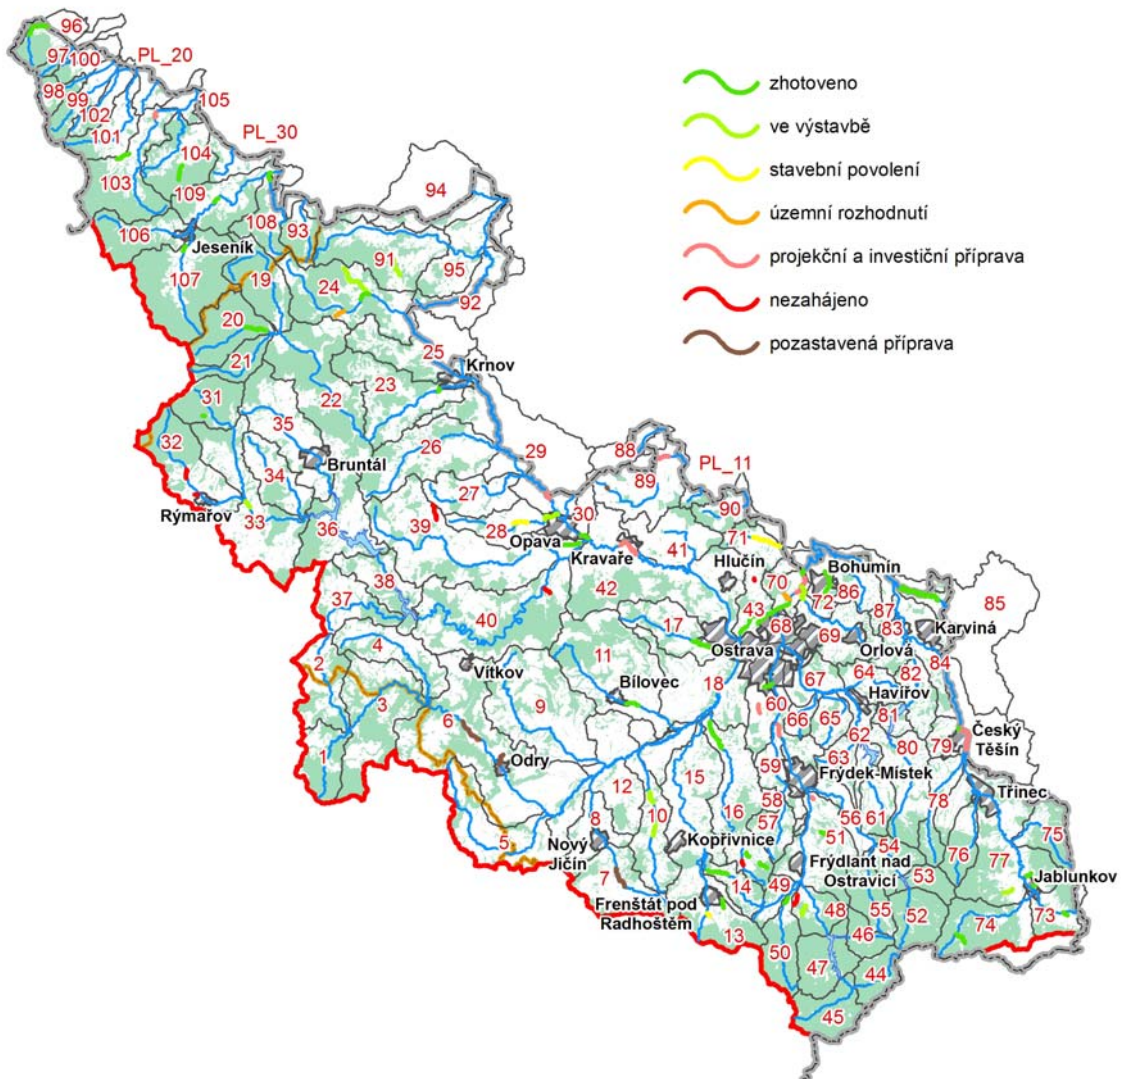 96
97
100
PL_20
98
99
102
105
101
PL_30
104
103
109
94
108
106
93
Jeseník
107
19
91
95
24
92
20
21
25
Krnov
23
31
22
35
32
26
29
88
Bruntál
PL_11
89
27
34
Rýmařov
33
28
30
90
36
39
Opava
71
Kravaře
41
Hlučín
Bohumín
38
42
70
86
85
72
87
37
43
40
17
68
69
83
Karviná
4
Ostrava
Orlová
2
Vítkov
11
84
64
82
67
18
Bílovec
Havířov
3
9
60
66
65
81
6
62
Český
Těšín
79
80
1
63
Odry
59
Frýdek-Místek
12
15
Třinec
78
58
16
56
61
8
10
57
51
75
5
Nový
Jičín
Kopřivnice
54
76
77
Frýdlant nad
Ostravicí
53
7
14
49
Jablunkov
Frenštát pod
Radhoštěm
48
55
52
73
13
74
46
50
47
44
45
zhotoveno
ve výstavbě
stavební povolení
územní rozhodnutí
projekční a investiční příprava
nezahájeno
pozastavená příprava